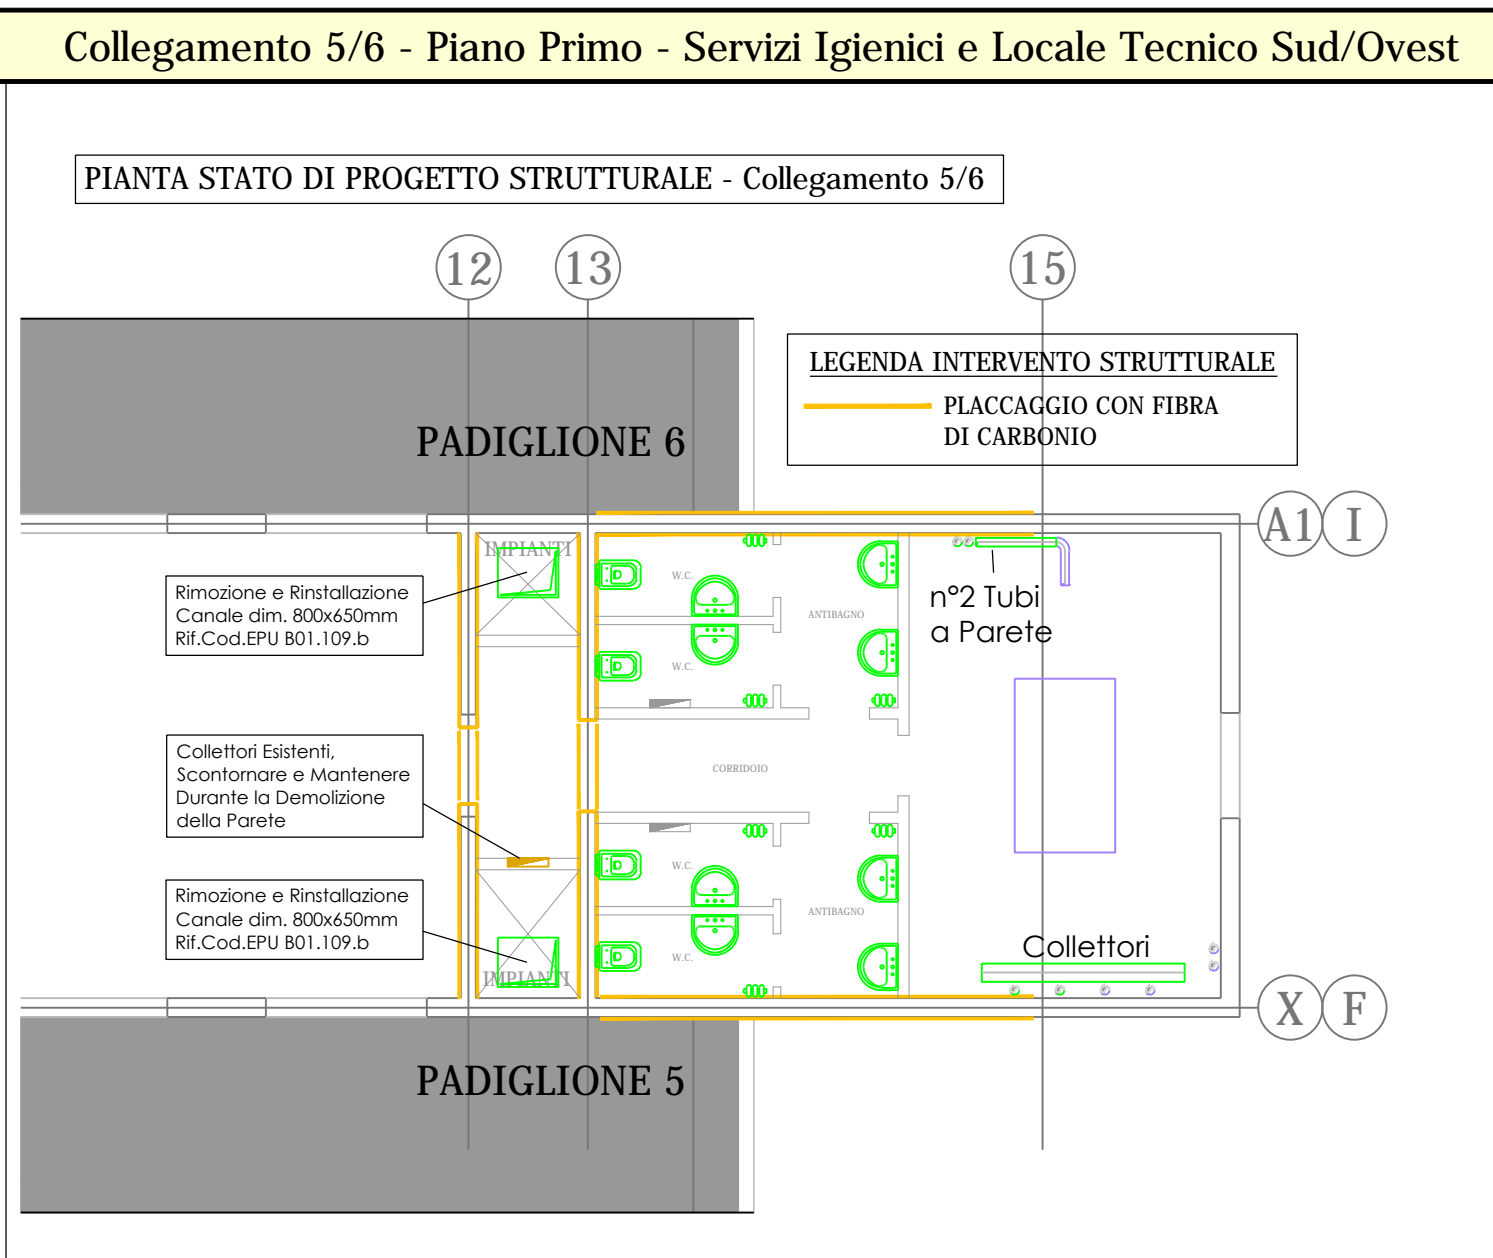 Collegamento 5/6 - Piano Primo - Servizi Igienici e Locale Tecnico Sud/Ovest
PIANTA STATO DI PROGETTO STRUTTURALE - Collegamento 5/6
12
13
15
LEGENDA INTERVENTO STRUTTURALE
PLACCAGGIO CON FIBRA
DI CARBONIO
PADIGLIONE 6
A1
I
IMPIANTI
Rimozione e Rinstallazione
Canale dim. 800x650mm
Rif.Cod.EPU B01.109.b
W.C.
ANTIBAGNO
n°2 Tubi
a Parete
W.C.
Collettori Esistenti,
Scontornare e Mantenere
Durante la Demolizione
della Parete
CORRIDOIO
W.C.
Rimozione e Rinstallazione
Canale dim. 800x650mm
Rif.Cod.EPU B01.109.b
ANTIBAGNO
Collettori
W.C.
IMPIANTI
X
F
PADIGLIONE 5